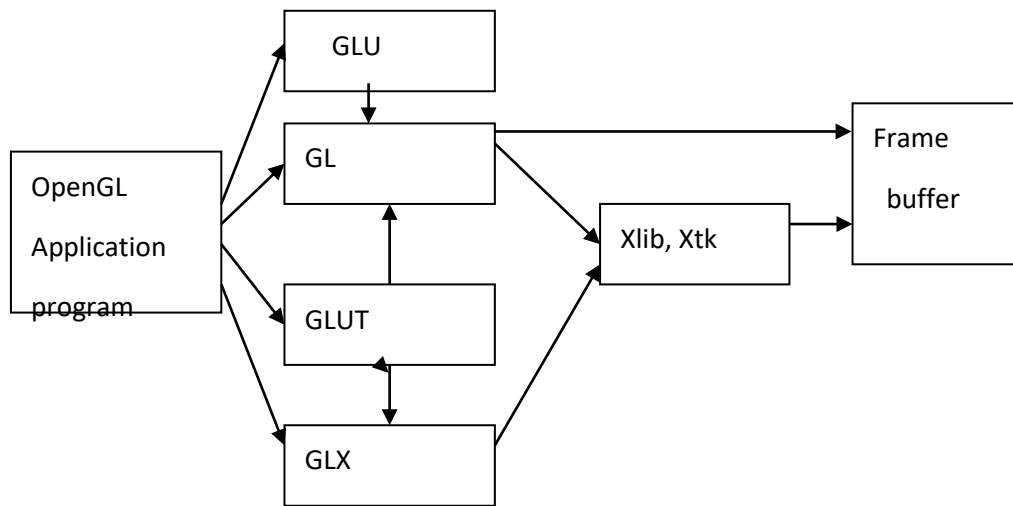 GLU
GL
OpenGL
Application
program
GLUT
GLX
Xlib, Xtk
Frame
buffer